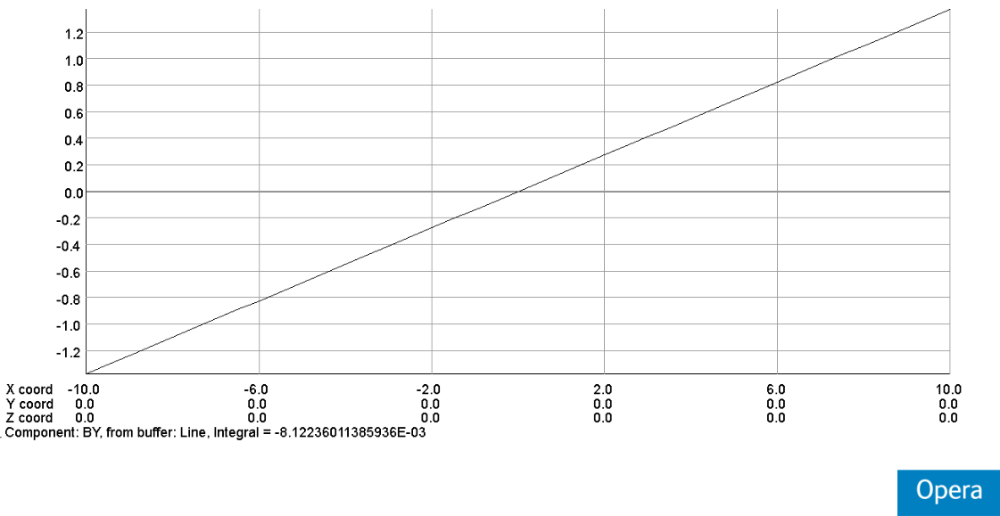 1.2
1.0
0.8
0.6
0.4
0.2
0.0
-0.2
-0.4
-0.6
-0.8
-1.0
-1.2
X coord -10.0 -6.0 -2.0 2.0 6.0 10.0
Y coord 0.0 0.0 0.0 0.0 0.0 0.0
Z coord 0.0 0.0 0.0 0.0 0.0 0.0
Component: BY, from buffer: Line, Integral = -8.12236011385936E-03
Opera